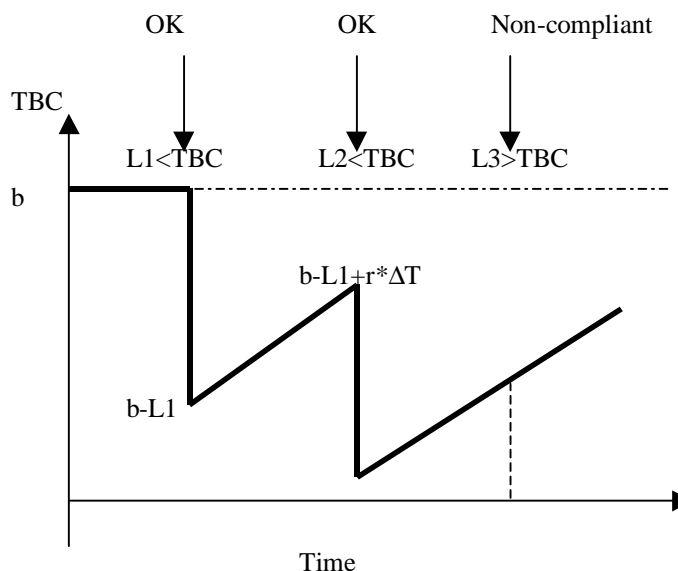 OK OK Non-compliant
TBC
L1<TBC L2<TBC L3>TBC
b
b-L1+r*ΔT
b-L1
Time